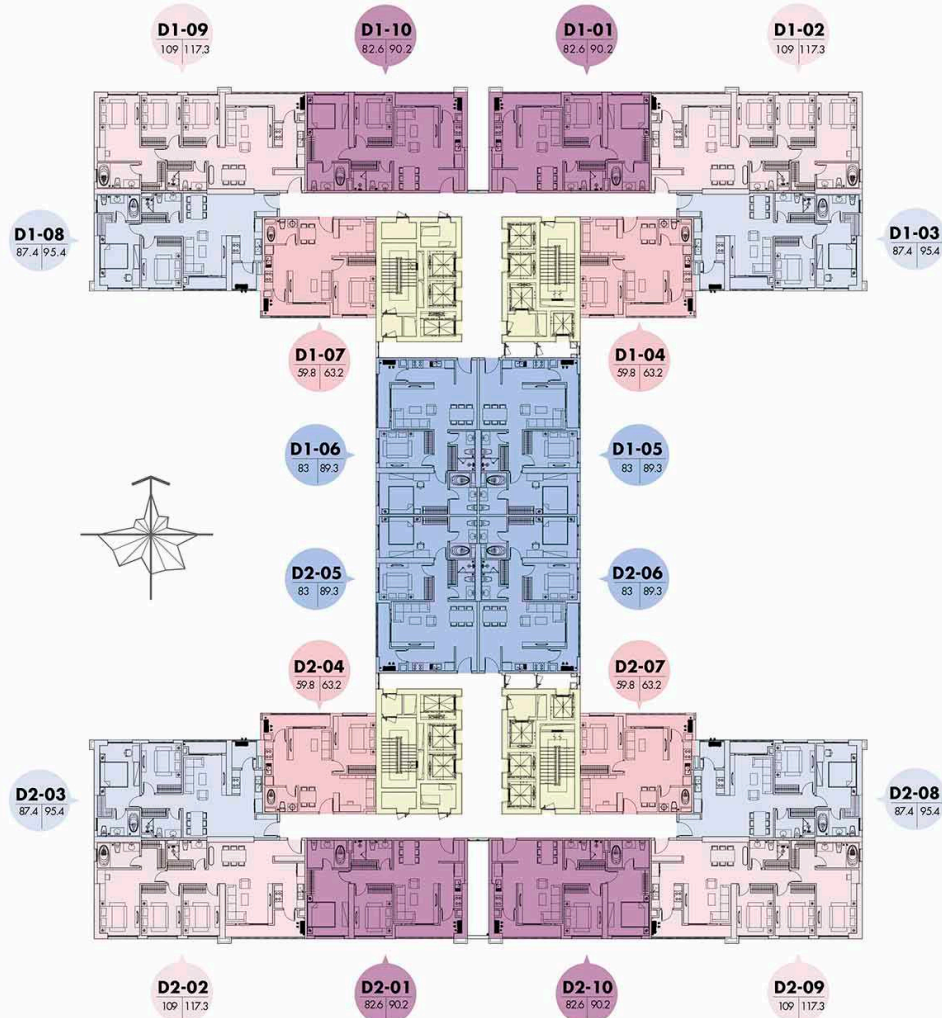 D1-09
109 117.3
D1-10
82.6 90.2
D1-01
82.6 90.2
D1-02
109 117.3
D1-08
87.4 95.4
D1-03
87.4 95.4
D1-07
59.8 63.2
D1-04
59.8 63.2
D1-06
83 89.3
D1-05
83 89.3
D2-05
83 89.3
D2-06
83 89.3
D2-04
59.8 63.2
D2-07
59.8 63.2
D2-03
87.4 95.4
D2-08
87.4 95.4
D2-02
109 117.3
D2-01
82.6 90.2
D2-10
82.6 90.2
D2-09
109 117.3